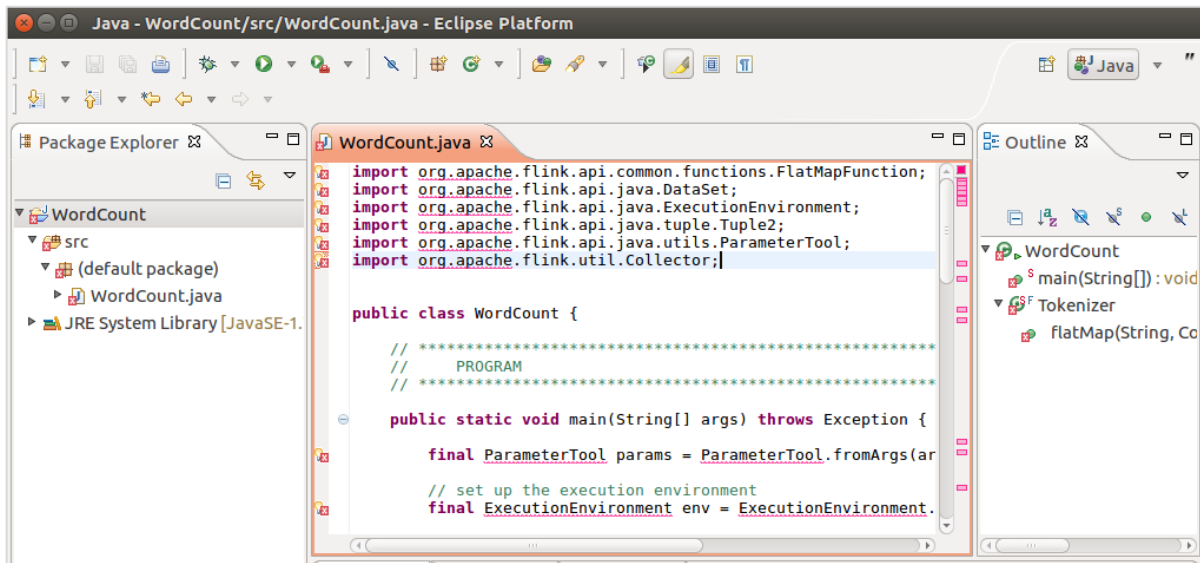 Java - WordCount/src/WordCount.java - Eclipse Platform
Java
Package Explorer
WordCount
src
(default package)
WordCount.java
JRE System Library [JavaSE-1.
WordCount.java
import org.apache.flink.api.common.functions.FlatMapFunction;
import org.apache.flink.api.java.DataSet;
import org.apache.flink.api.java.ExecutionEnvironment;
import org.apache.flink.api.java.tuple.Tuple2;
import org.apache.flink.api.java.utils.ParameterTool;
import org.apache.flink.util.Collector;
public class WordCount {
// *******************************************************
//     PROGRAM
// *******************************************************
public static void main(String[] args) throws Exception {
final ParameterTool params = ParameterTool.fromArgs(ar
// set up the execution environment
final ExecutionEnvironment env = ExecutionEnvironment.
Outline
WordCount
main(String[]) : void
Tokenizer
flatMap(String, Co